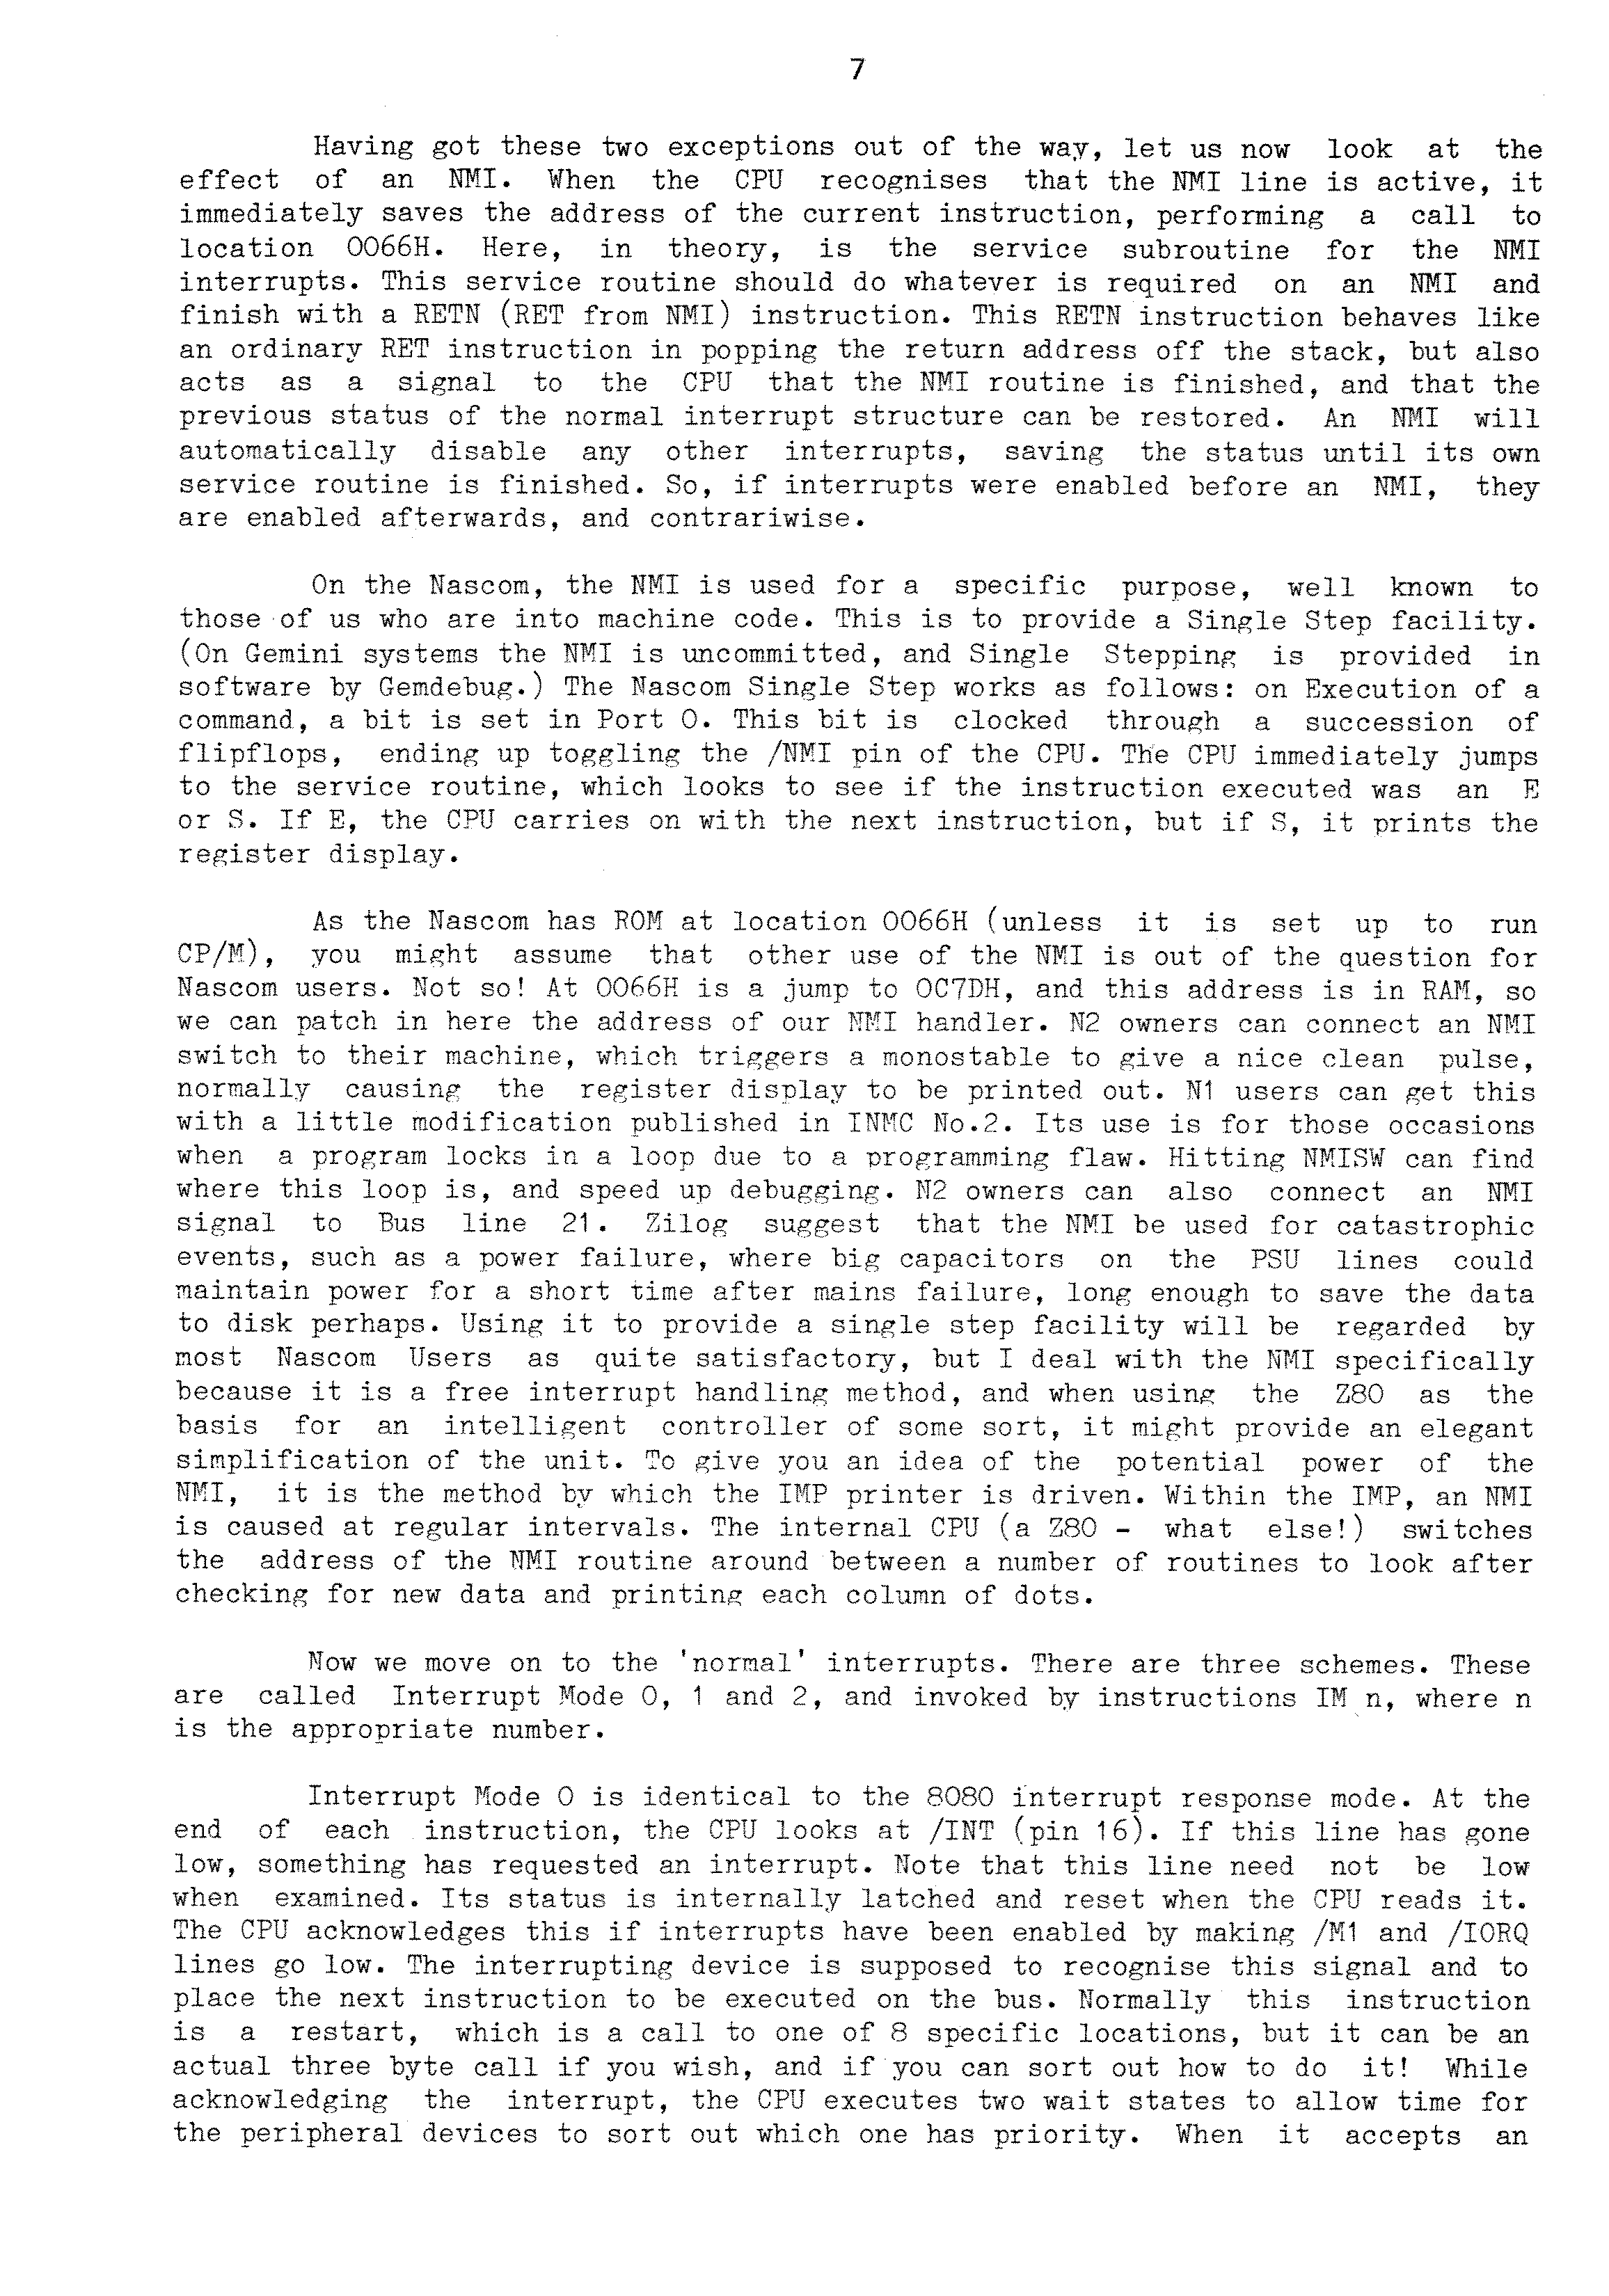 7
Having got these two exceptions out of the way, let us now look at the
effect of an NMI. When the CPU recognises that the NMI line is active, it
immediately saves the address of the current instruction, performing a call to
location 0066H. Here, in theory, is the service subroutine for the NMI
interrupts. This service routine should do whatever is required on an NMI and
finish with a RETN (RET from NMI) instruction. This RETN instruction behaves like
an ordinary RET instruction in popping the return address off the stack, but also
acts as a signal to the CPU that the NMI routine is finished, and that the
previous status of the normal interrupt structure can be restored. An NMI will
automatically disable any other interrupts, saving the status until its own
service routine is finished. So, if interrupts were enabled before an NMI, they
are enabled afterwards, and contrariwise.
On the Nascom, the NMI is used for a specific purpose, well known to
those of us who are into machine code. This is to provide a Single Step facility.
(On Gemini systems the NMI is uncommitted, and Single Stepping is provided in
software by Gemdebug.) The Nascom Single Step works as follows: on Execution of a
command, a bit is set in Port 0. This bit is clocked through a succession of
flipflops, ending up toggling the /NMI pin of the CPU. The CPU immediately jumps
to the service routine, which looks to see if the instruction executed was an E
or S. If E, the CPU carries on with the next instruction, but if S, it prints the
register display.
As the Nascom has ROM at location 0066H (unless it is set up to run
CP/M), you might assume that other use of the NMI is out of the question for
Nascom users. Not so! At 0066H is a jump to 0C7DH, and this address is in RAM, so
we can patch in here the address of our NMI handler. N2 owners can connect an NMI
switch to their machine, which triggers a monostable to give a nice clean pulse,
normally causing the register display to be printed out. N1 users can get this
with a little modification published in INMC No.2. Its use is for those occasions
when a program locks in a loop due to a programming flaw. Hitting NMISW can find
where this loop is, and speed up debugging. N2 owners can also connect an NMI
signal to Bus line 21. Zilog suggest that the NMI be used for catastrophic
events, such as a power failure, where big capacitors on the PSU lines could
maintain power for a short time after mains failure, long enough to save the data
to disk perhaps. Using it to provide a single step facility will be regarded by
most Nascom Users as quite satisfactory, but I deal with the NMI specifically
because it is a free interrupt handling method, and when using the Z80 as the
basis for an intelligent controller of some sort, it might provide an elegant
simplification of the unit. To give you an idea of the potential power of the
NMI, it is the method by which the IMP printer is driven. Within the IMP, an NMI
is caused at regular intervals. The internal CPU (a Z80 - what else!) switches
the address of the NMI routine around between a number of routines to look after
checking for new data and printing each column of dots.
Now we move on to the 'normal' interrupts. There are three schemes. These
are called Interrupt Mode 0, 1 and 2, and invoked by instructions IM n, where n
is the appropriate number.
Interrupt Mode 0 is identical to the 8080 interrupt response mode. At the
end of each instruction, the CPU looks at /INT (pin 16). If this line has gone
low, something has requested an interrupt. Note that this line need not be low
when examined. Its status is internally latched and reset when the CPU reads it.
The CPU acknowledges this if interrupts have been enabled by making /M1 and /IORQ
lines go low. The interrupting device is supposed to recognise this signal and to
place the next instruction to be executed on the bus. Normally this instruction
is a restart, which is a call to one of 8 specific locations, but it can be an
actual three byte call if you wish, and if you can sort out how to do it! While
acknowledging the interrupt, the CPU executes two wait states to allow time for
the peripheral devices to sort out which one has priority. When it accepts an